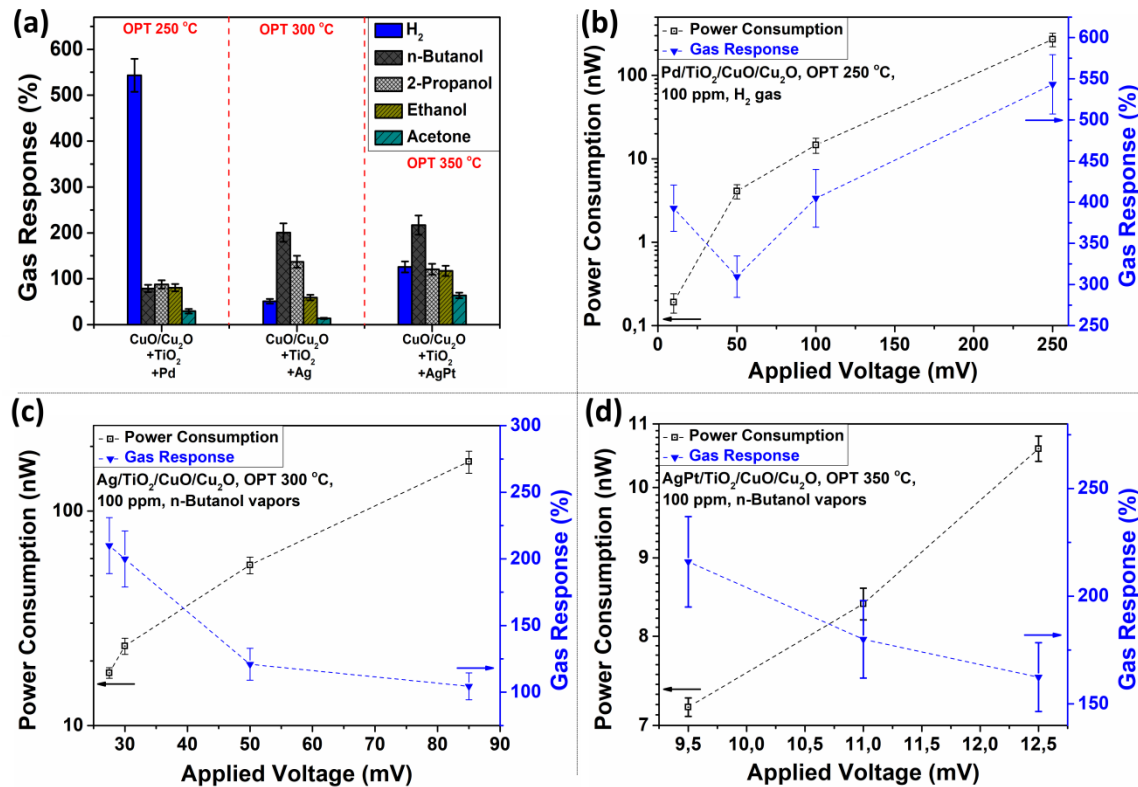 (a)
Gas Response (%)
600
500
400
300
200
100
0
OPT 250 °C
OPT 300 °C
H₂
n-Butanol
2-Propanol
Ethanol
Acetone
OPT 350 °C
CuO/Cu₂O
+TiO₂
+Pd
CuO/Cu₂O
+TiO₂
+Ag
CuO/Cu₂O
+TiO₂
+AgPt
(b)
Power Consumption (nW)
100
10
1
0,1
Power Consumption
Gas Response
Pd/TiO₂/CuO/Cu₂O, OPT 250 °C,
100 ppm, H₂ gas
600
550
500
450
400
350
300
250
Gas Response (%)
0 50 100 150 200 250
Applied Voltage (mV)
(c)
Power Consumption (nW)
100
10
Power Consumption
Gas Response
Ag/TiO₂/CuO/Cu₂O, OPT 300 °C,
100 ppm, n-Butanol vapors
300
250
200
150
100
Gas Response (%)
30 40 50 60 70 80 90
Applied Voltage (mV)
(d)
Power Consumption (nW)
11
10
9
8
7
Power Consumption
Gas Response
AgPt/TiO₂/CuO/Cu₂O, OPT 350 °C,
100 ppm, n-Butanol vapors
250
200
150
Gas Response (%)
9,5 10,0 10,5 11,0 11,5 12,0 12,5
Applied Voltage (mV)